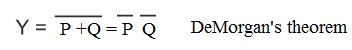 Y = P̅ ̅+̅Q̅ = P̅ Q̅ DeMorgan's theorem